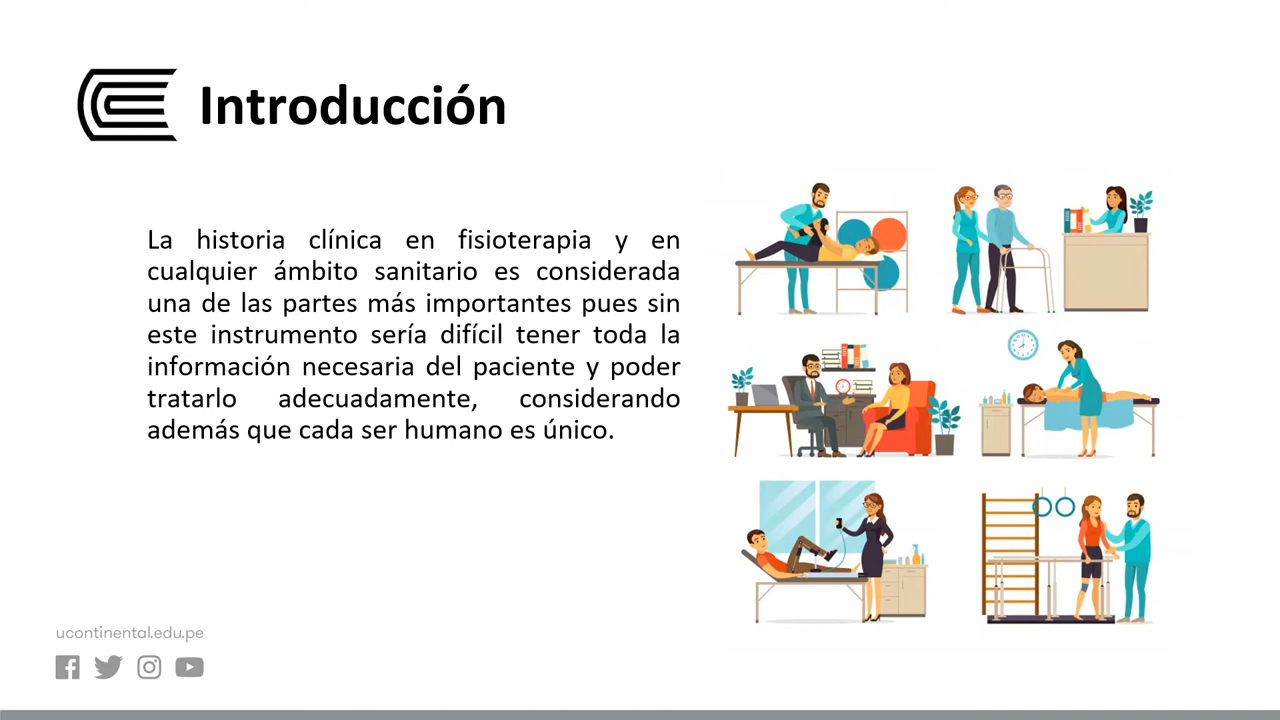 Introducción
La historia clínica en fisioterapia y en
cualquier ámbito sanitario es considerada
una de las partes más importantes pues sin
este instrumento sería difícil tener toda la
información necesaria del paciente y poder
tratarlo adecuadamente, considerando
además que cada ser humano es único.
ucontinental.edu.pe